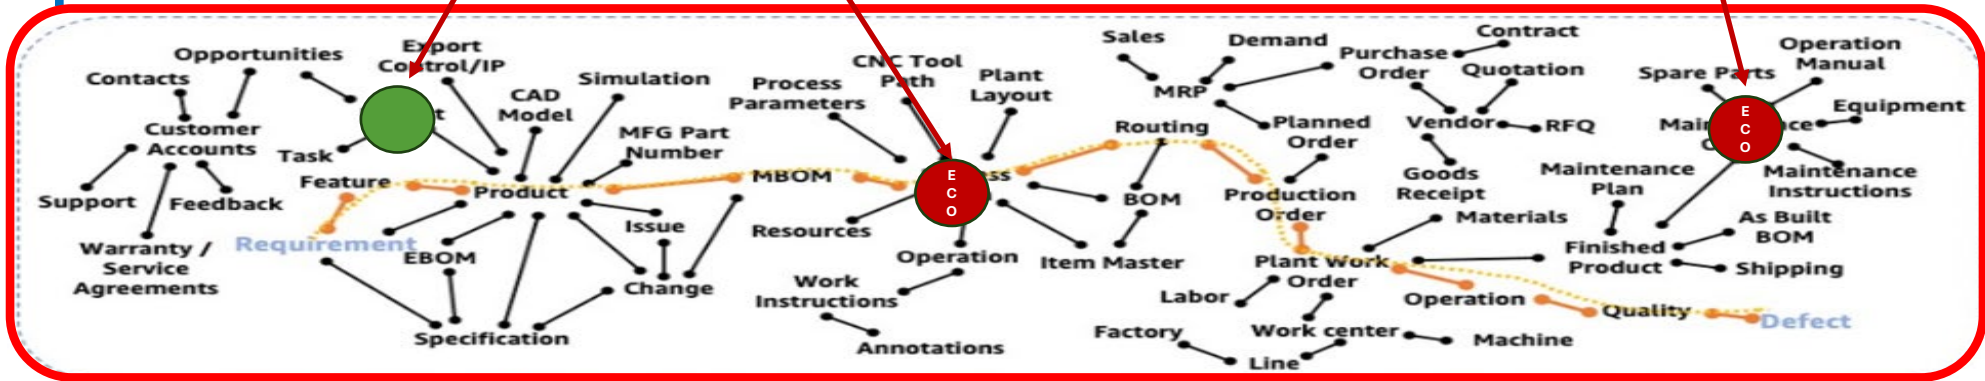 Opportunities
Contacts
Customer
Accounts
Support
Feedback
Warranty /
Service
Agreements
Export
Control/IP
Task
Feature
Requirement
CAD
Model
Simulation
MFG Part
Number
Product
Issue
EBOM
Change
Specification
Process
Parameters
CNC Tool
Path
Plant
Layout
MBOM
E
C
O
Resources
Operation
Work
Instructions
Annotations
Item Master
BOM
Routing
Sales
Demand
MRP
Planned
Order
Production
Order
Plant Work
Order
Labor
Work center
Factory
Line
Machine
Materials
Operation
Quality
Defect
Purchase
Order
Contract
Quotation
Vendor
RFQ
Goods
Receipt
Spare Parts
Operation
Manual
Equipment
E
C
O
Maintenance
Instructions
Maintenance
Plan
Finished
Product
As Built
BOM
Shipping